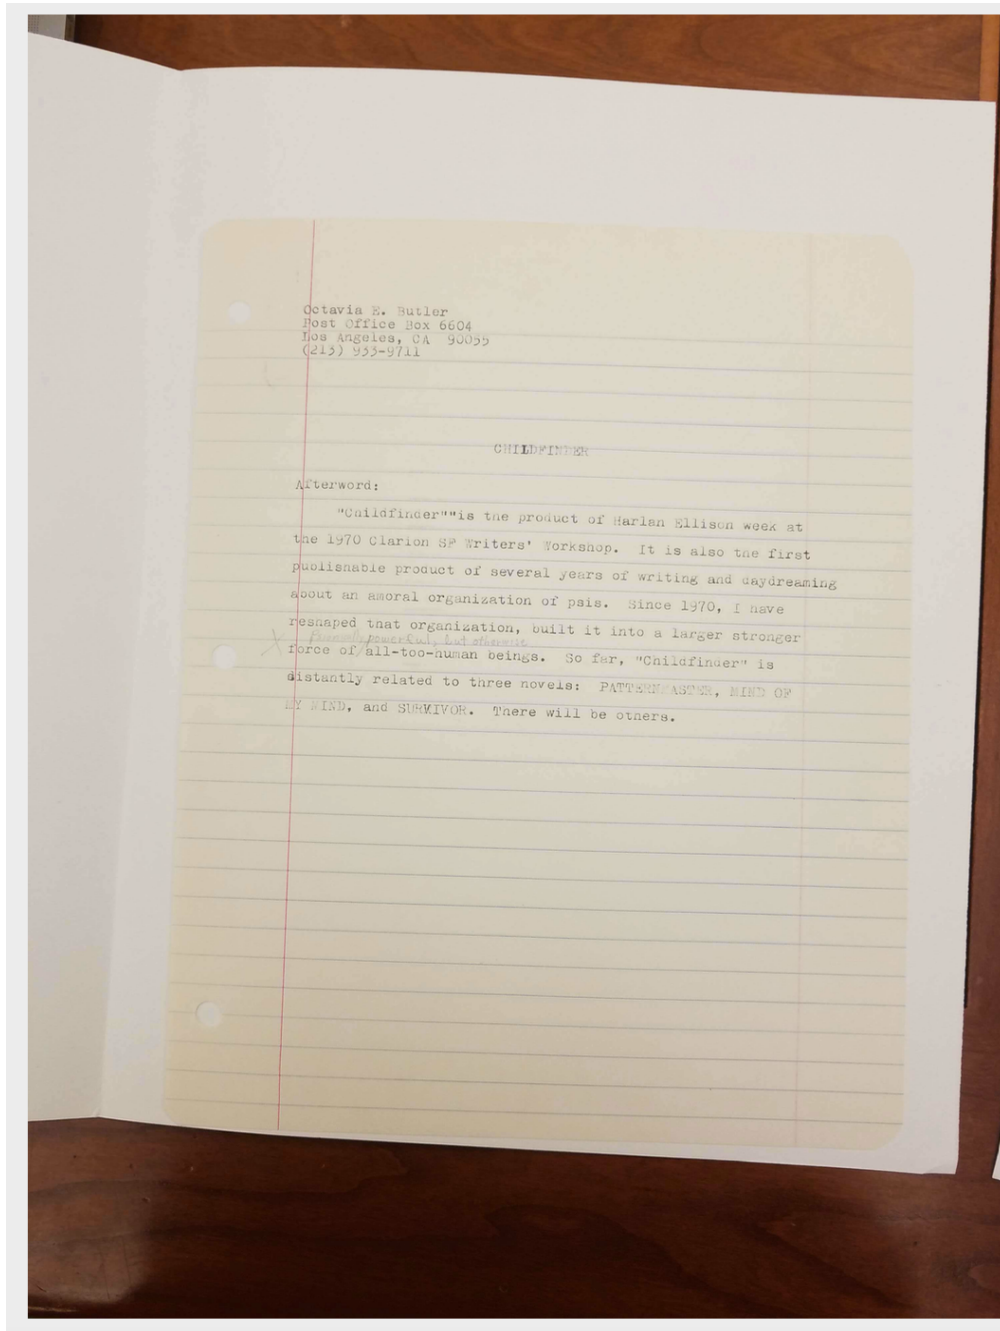 Octavia E. Butler
Post Office Box 6604
Los Angeles, CA 90055
(213) 933-9711
CHILDFINDER
Afterword:
"Childfinder""is the product of Harlan Ellison week at
the 1970 Clarion SF Writers' Workshop. It is also the first
publishable product of several years of writing and daydreaming
about an amoral organization of psis. Since 1970, I have
reshaped that organization, built it into a larger stronger
X powerful, but otherwise
force of/all-too-human beings. So far, "Childfinder" is
distantly related to three novels: PATTERNMASTER, MIND OF
MY MIND, and SURVIVOR. There will be others.